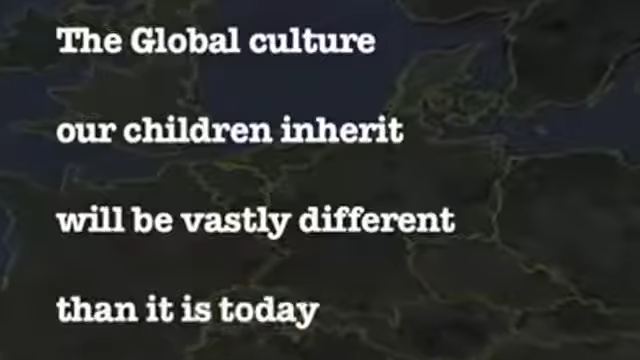 The Global culture
our children inherit
will be vastly different
than it is today